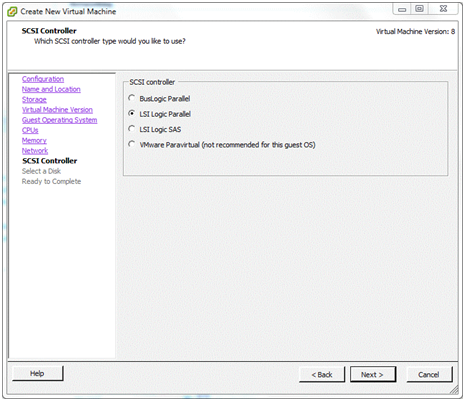 Create New Virtual Machine
SCSI Controller
Which SCSI controller type would you like to use?
Virtual Machine Version: 8
Configuration
Name and Location
Storage
Virtual Machine Version
Guest Operating System
CPUs
Memory
Network
SCSI Controller
Select a Disk
Ready to Complete
SCSI controller
BusLogic Parallel
LSI Logic Parallel
LSI Logic SAS
VMware Paravirtual (not recommended for this guest OS)
Help
< Back
Next >
Cancel